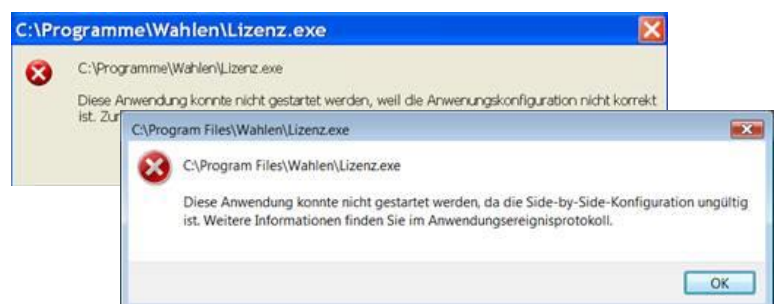 C:\Programme\Wahlen\Lizenz.exe
C:\Programme\Wahlen\Lizenz.exe
Diese Anwendung konnte nicht gestartet werden, weil die Anwenungskonfiguration nicht korrekt
ist. Zur
C:\Program Files\Wahlen\Lizenz.exe
C:\Program Files\Wahlen\Lizenz.exe
Diese Anwendung konnte nicht gestartet werden, da die Side-by-Side-Konfiguration ungültig
ist. Weitere Informationen finden Sie im Anwendungsereignisprotokoll.
OK